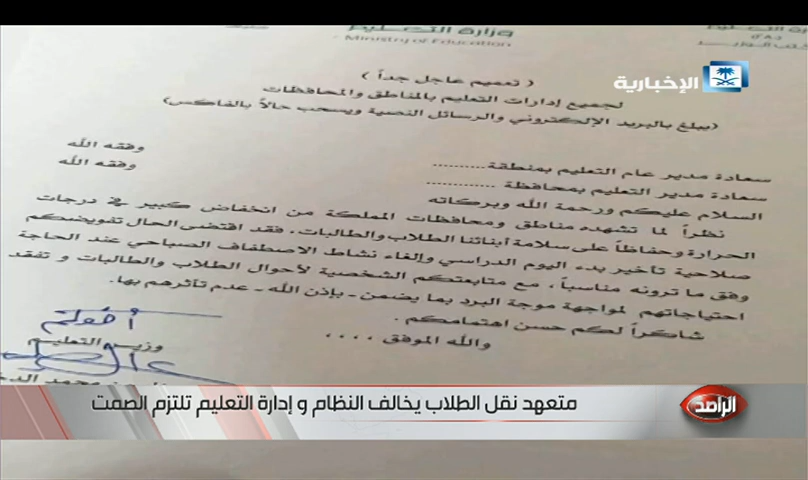 وزارة التعليم
Ministry of Education
الإخبارية
( تعميم عاجل جداً )
لجميع إدارات التعليم بالمناطق والمحافظات
(يبلغ بالبريد الإلكتروني والرسائل النصية ويسحب حالاً بالفاكس)
سعادة مدير عام التعليم بمنطقة.......... وفقه الله
سعادة مدير التعليم بمحافظة .......... وفقه الله
السلام عليكم ورحمة الله وبركاته
نظراً لما تشهده مناطق ومحافظات المملكة من انخفاض كبير في درجات
الحرارة وحفاظاً على سلامة ابنائنا الطلاب والطالبات، فقد اقتضى الحال تفويضكم
صلاحية تأخير بدء اليوم الدراسي وإلغاء نشاط الاصطفاف الصباحي عند الحاجة
وفق ما ترونه مناسباً، مع متابعتكم الشخصية لأحوال الطلاب والطالبات و تفقد
احتياجاتهم لمواجهة موجة البرد بما يضمن - بإذن الله - عدم تأثرهم بها.
شاكراً لكم حسن اهتمامكم.
والله الموفق ، ، ، ،
وزير التعليم
محمد
الراصد
متعهد نقل الطلاب يخالف النظام و إدارة التعليم تلتزم الصمت